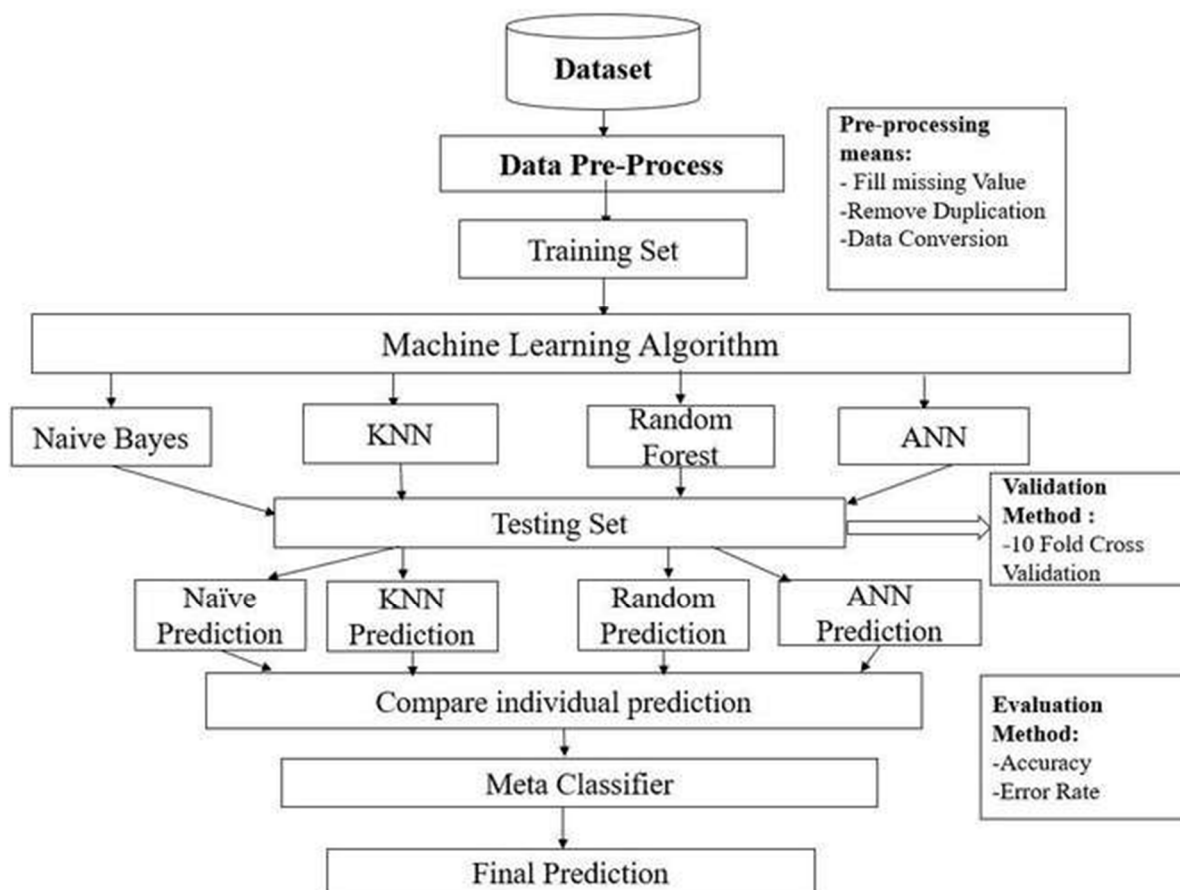 Dataset
Data Pre-Process
Pre-processing
means:
- Fill missing Value
-Remove Duplication
-Data Conversion
Training Set
Machine Learning Algorithm
Naive Bayes
KNN
Random
Forest
ANN
Testing Set
Validation
Method :
-10 Fold Cross
Validation
Naïve
Prediction
KNN
Prediction
Random
Prediction
ANN
Prediction
Compare individual prediction
Evaluation
Method:
-Accuracy
-Error Rate
Meta Classifier
Final Prediction